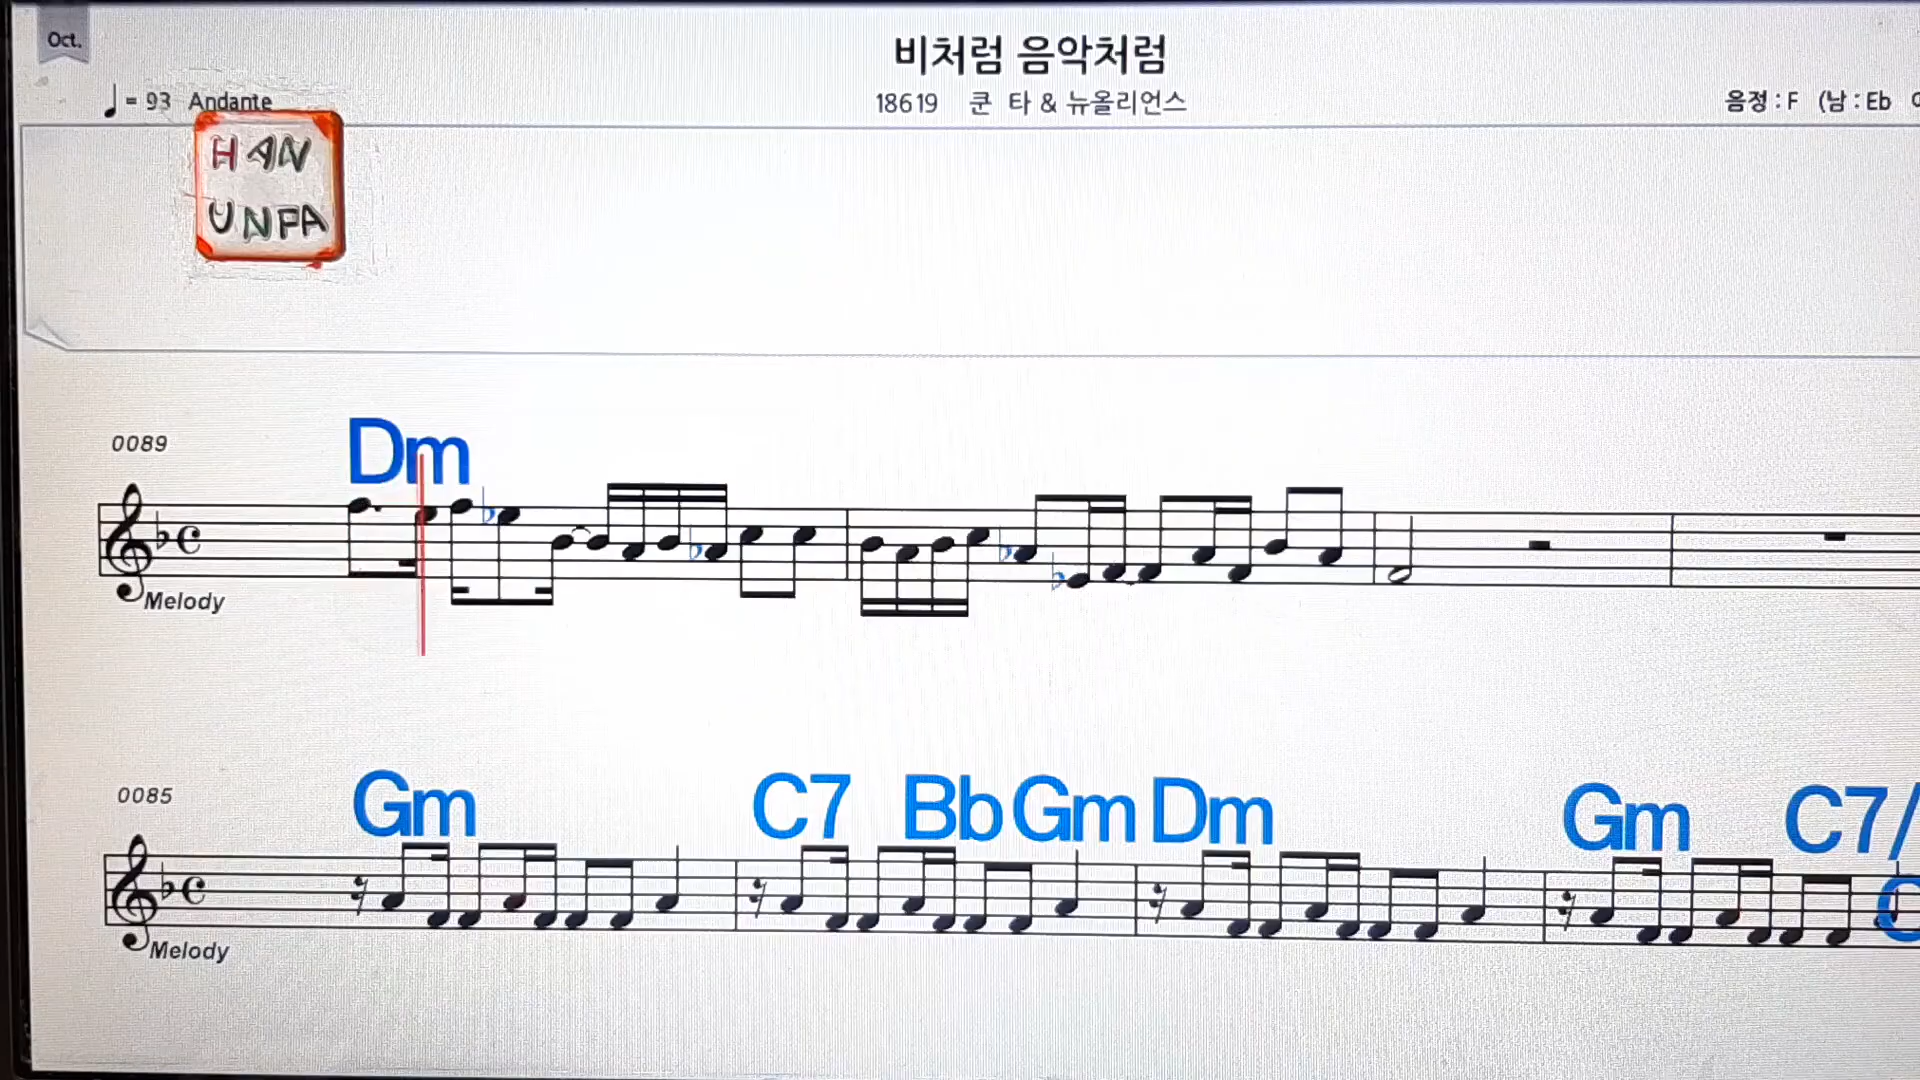 Oct.
비처럼 음악처럼
♩ = 93 Andante
18619 쿤 타 & 뉴올리언스
음정 : F (남 : Eb
HAN
UNFA
Dm
0089
Melody
Gm C7 Bb Gm Dm Gm C7/
0085
Melody